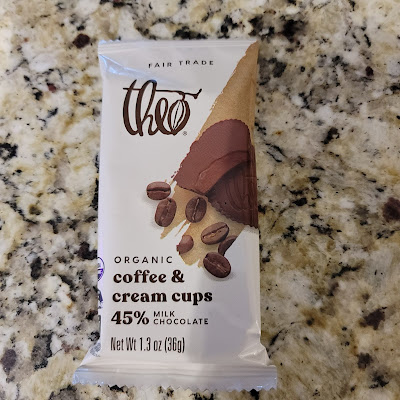 FAIR TRADE
theo®
ORGANIC
coffee &
cream cups
45% MILK CHOCOLATE
Net Wt 1.3 oz (36g)